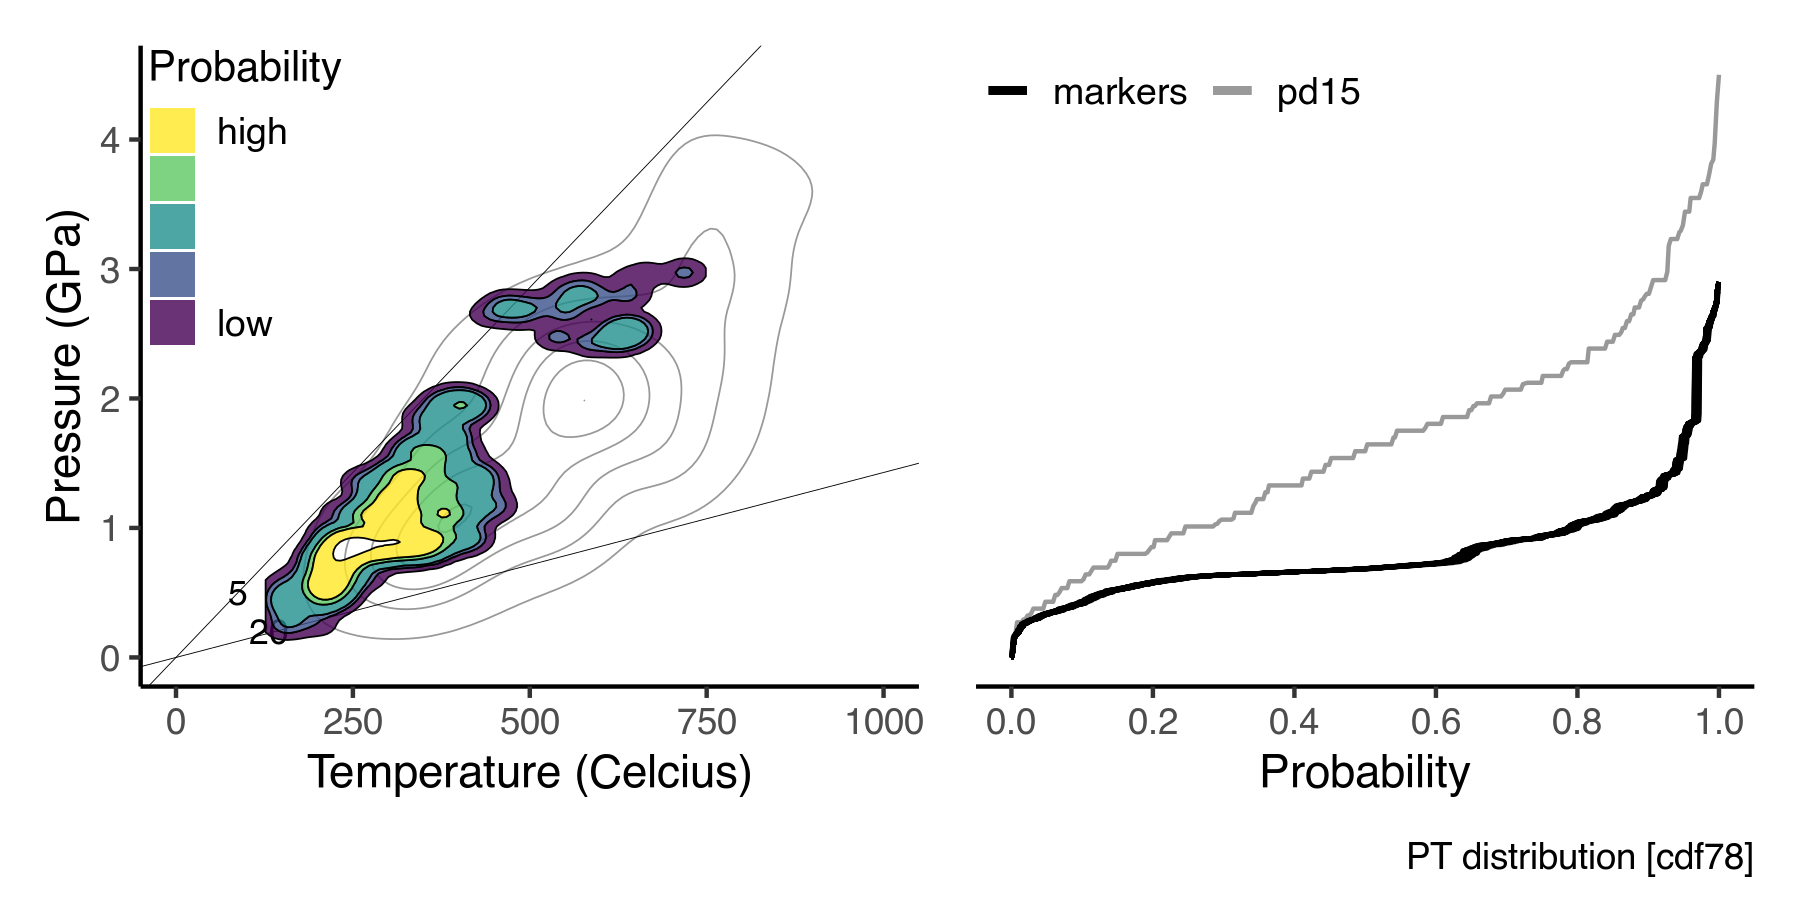 Probability
high
low
markers
pd15
4
3
2
1
0
Pressure (GPa)
5
20
0
250
500
750
1000
Temperature (Celcius)
0.0
0.2
0.4
0.6
0.8
1.0
Probability
PT distribution [cdf78]